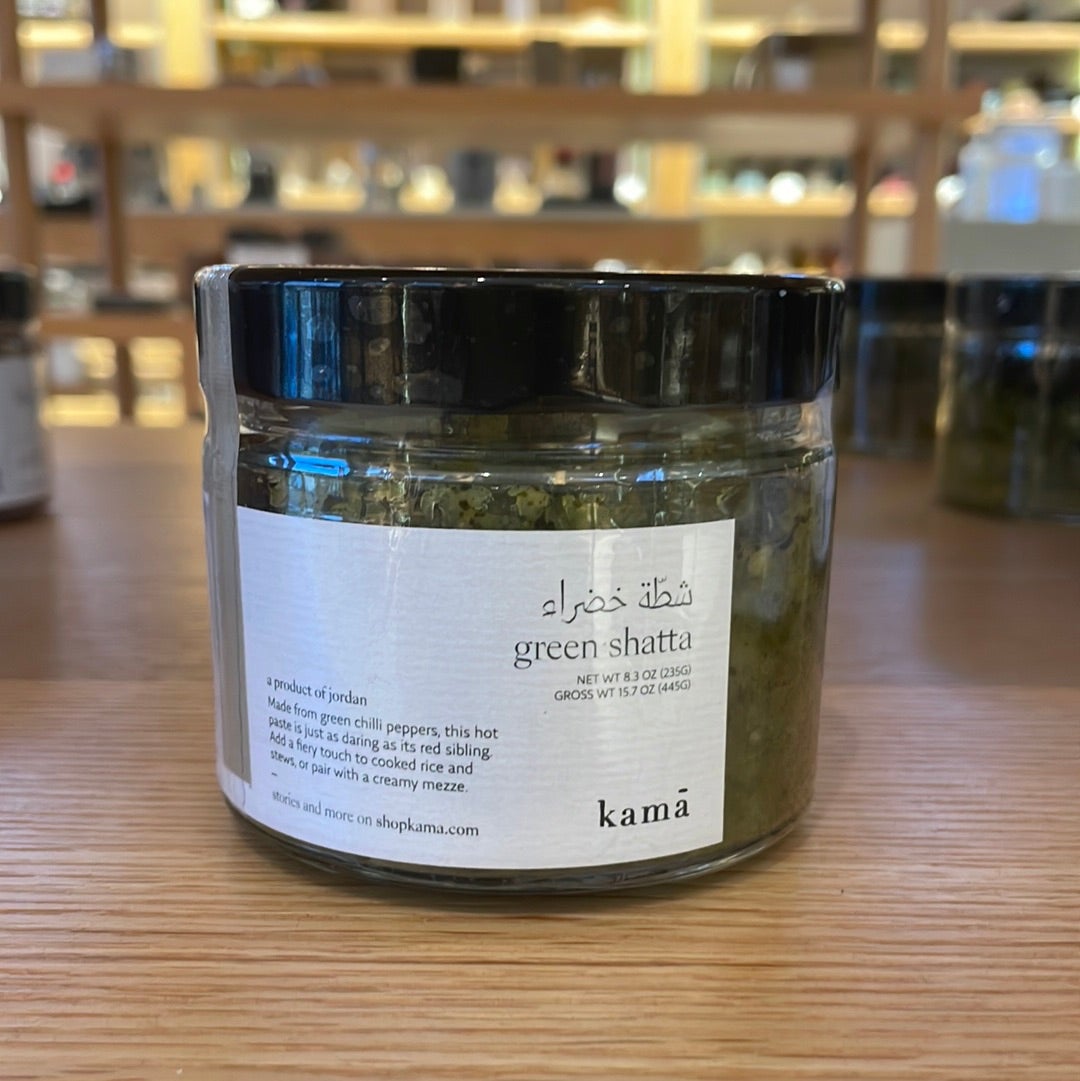 شطّة خضراء
green shatta
NET WT 8.3 OZ (235G)
GROSS WT 15.7 OZ (445G)
a product of jordan
Made from green chilli peppers, this hot
paste is just as daring as its red sibling.
Add a fiery touch to cooked rice and
stews, or pair with a creamy mezze.
–
stories and more on shopkama.com
kamā